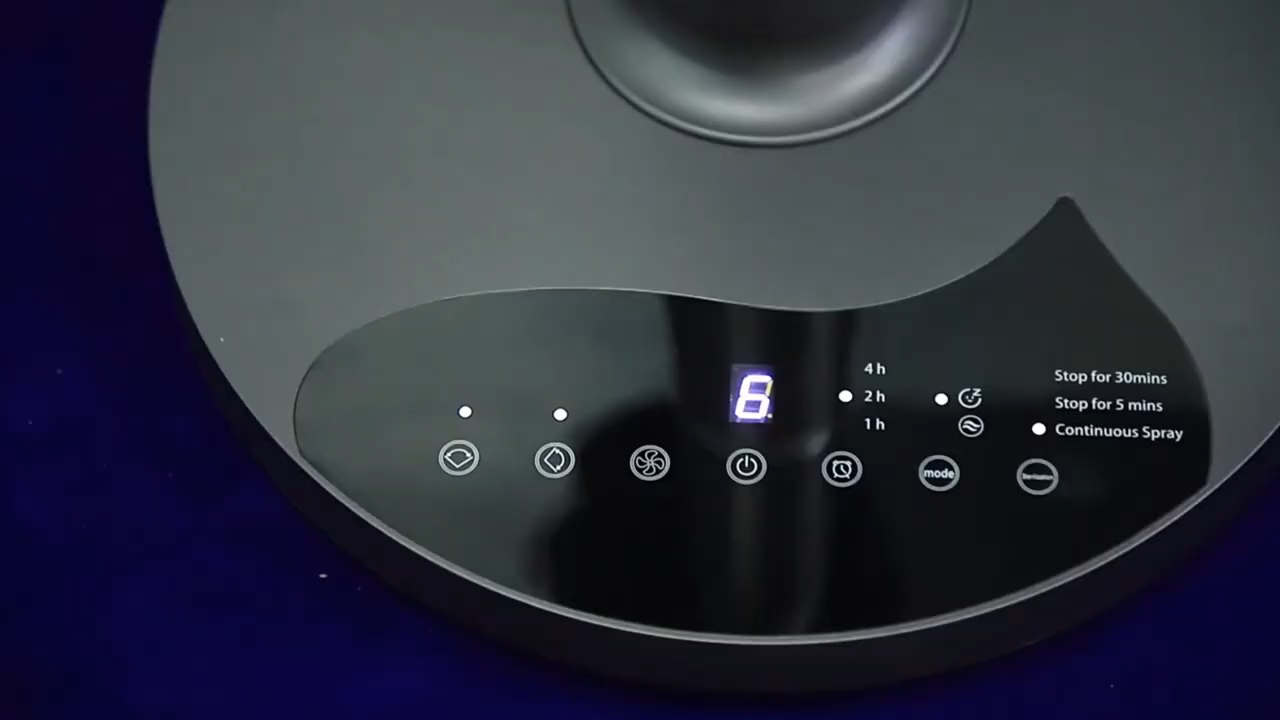 6
4 h
2 h
1 h
Stop for 30mins
Stop for 5 mins
Continuous Spray
mode